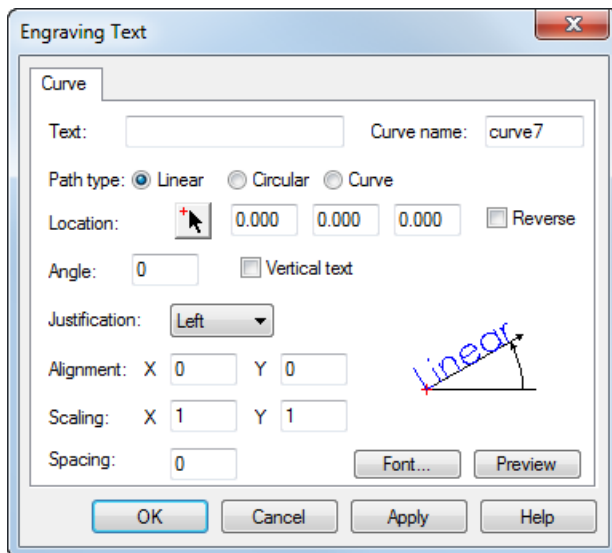 Engraving Text
Curve
Text: Curve name: curve7
Path type: Linear Circular Curve
Location: 0.000 0.000 0.000 Reverse
Angle: 0 Vertical text
Justification: Left
Linear
Alignment: X 0 Y 0
Scaling: X 1 Y 1
Spacing: 0 Font... Preview
OK Cancel Apply Help